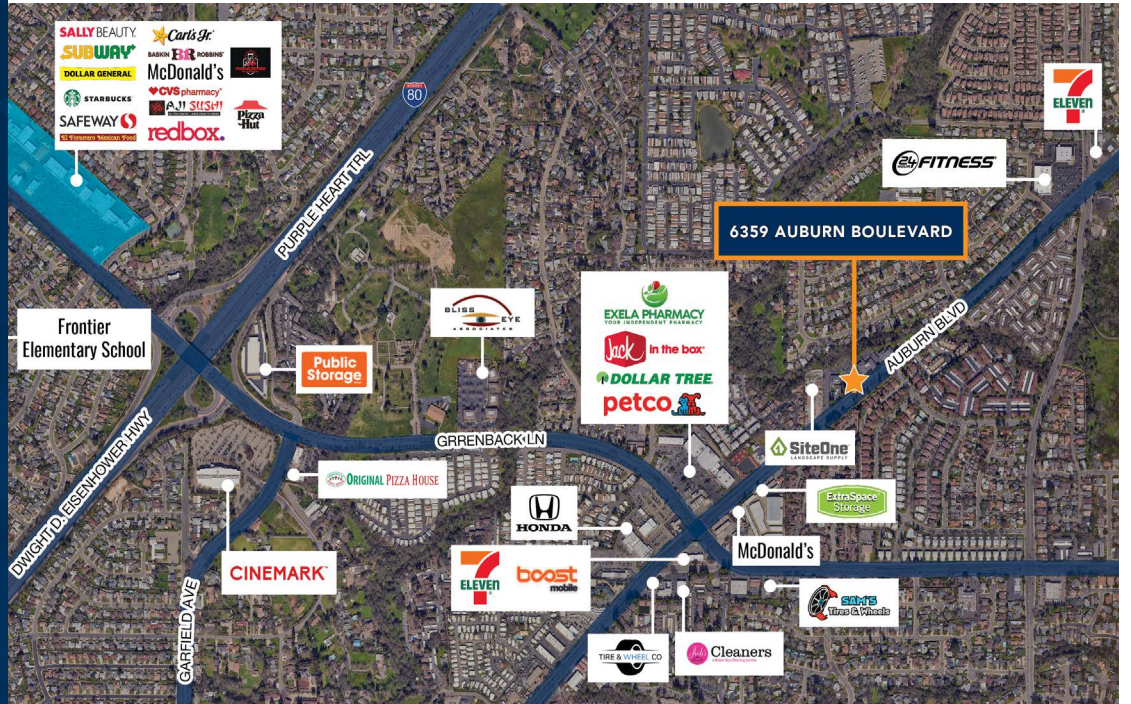 SALLY BEAUTY
Carl's Jr.
SUBWAY
BASKIN BR ROBBINS
DOLLAR GENERAL
McDonald's
STARBUCKS
CVS pharmacy
SAFEWAY
AJI SUSHI
Pizza
Hut
El Forastero Mexican Food
redbox.
INTERSTATE
80
PURPLE HEART TRL
7
ELEVEN
24
HOUR
FITNESS
6359 AUBURN BOULEVARD
AUBURN BLVD
Frontier
Elementary School
Public
Storage
BLISS EYE
ASSOCIATES
EXELA PHARMACY
YOUR INDEPENDENT PHARMACY
Jack in the box
DOLLAR TREE
petco
GRRENBACK LN
SiteOne
LANDSCAPE SUPPLY
ORIGINAL PIZZA HOUSE
DWIGHT D. EISENHOWER HWY
HONDA
ExtraSpace
Storage
McDonald's
CINEMARK
GARFIELD AVE
7
ELEVEN
boost
mobile
SAM'S
Tires & Wheels
TIRE & WHEEL CO
Cleaners